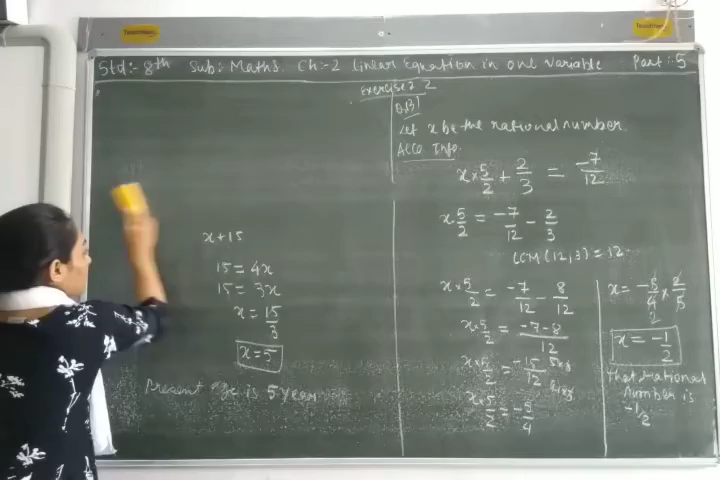 Std:- 8th Sub:- Maths Ch:-2 Linear Equation in one variable Part: 5
Exercise 2.2
x + 15
15 = 4x
15 = 3x
x = 15/3
x = 5
Present age is 5 year
Let x be the rational number.
Acco. Info.
x × 5/2 + 2/3 = -7/12
x × 5/2 = -7/12 - 2/3
LCM (12,3) = 12
x × 5/2 = -7/12 - 8/12
x × 5/2 = -7-8/12
x × 5/2 = -15/12
x × 5/2 = -5/4
x = -5/4 × 2/5
2
x = -1/2
That rational
number is
-1/2